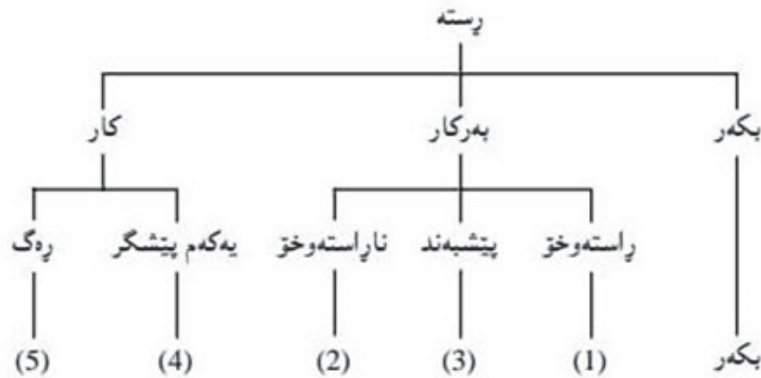 ڕستە
بکەر بەرکار کار
ڕاستەوخۆ پێشبەند ناڕاستەوخۆ یەکەم پێشگر ڕەگ
بکەر (1) (3) (2) (4) (5)